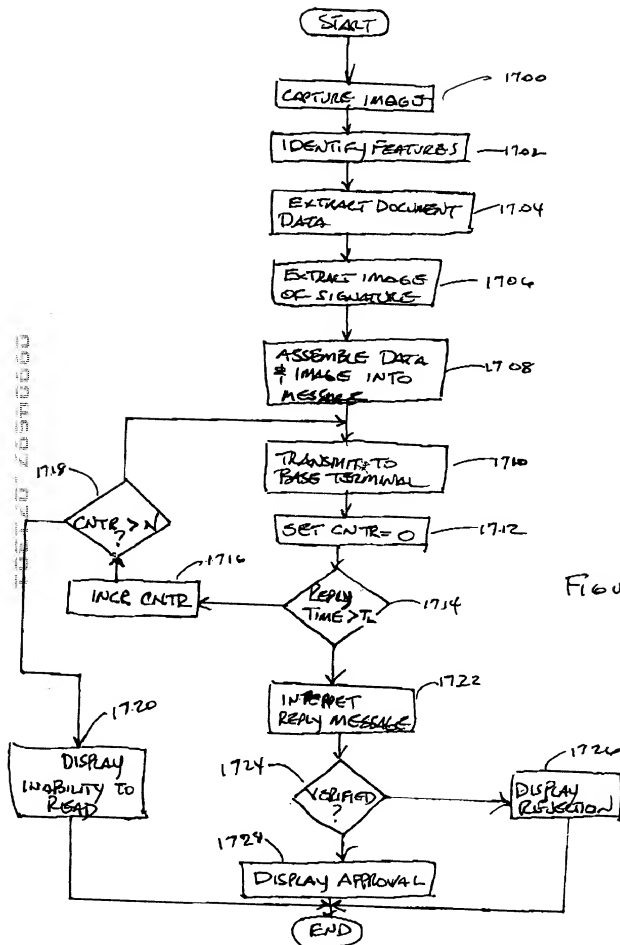 START
CAPTURE IMAGE
1700
IDENTIFY FEATURES
1702
EXTRACT DOCUMENT
DATA
1704
EXTRACT IMAGE
OF SIGNATURE
1706
ASSEMBLE DATA
& IMAGE INTO
MESSAGE
1708
TRANSMIT TO
BASE TERMINAL
1710
SET CNTR = 0
1712
1718
CNTR > N
?
1716
INCR CNTR
REPLY
TIME > TL
1714
FIGU
INTERPET
REPLY MESSAGE
1722
1720
DISPLAY
INABILITY TO
READ
1724
VERIFIED
?
1726
DISPLAY
REJECTION
1728
DISPLAY APPROVAL
END